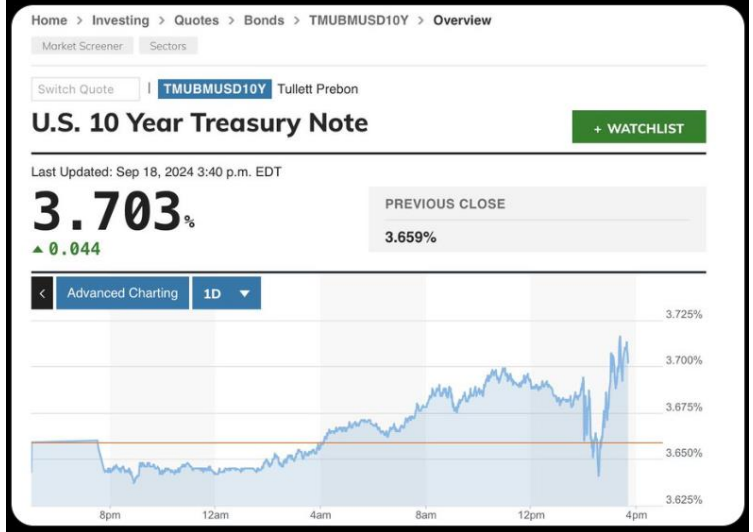 Home > Investing > Quotes > Bonds > TMUBMUSD10Y > Overview
Market Screener Sectors
Switch Quote | TMUBMUSD10Y Tullett Prebon
U.S. 10 Year Treasury Note
+ WATCHLIST
Last Updated: Sep 18, 2024 3:40 p.m. EDT
3.703%
▲ 0.044
PREVIOUS CLOSE
3.659%
< Advanced Charting 1D ▼
3.725%
3.700%
3.675%
3.650%
3.625%
8pm 12am 4am 8am 12pm 4pm